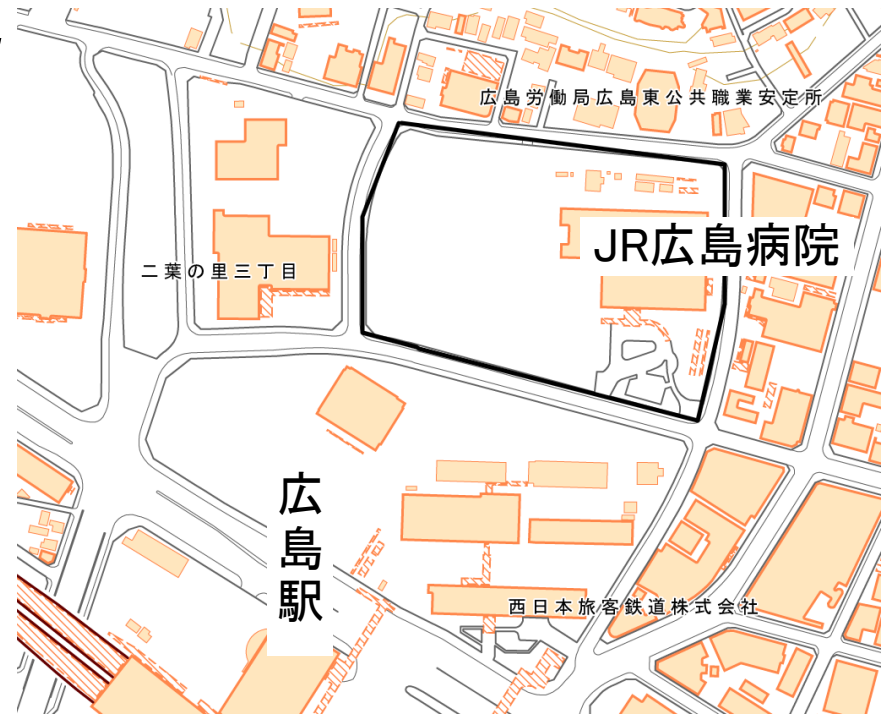 広島労働局広島東公共職業安定所
JR広島病院
二葉の里三丁目
広島駅
西日本旅客鉄道株式会社